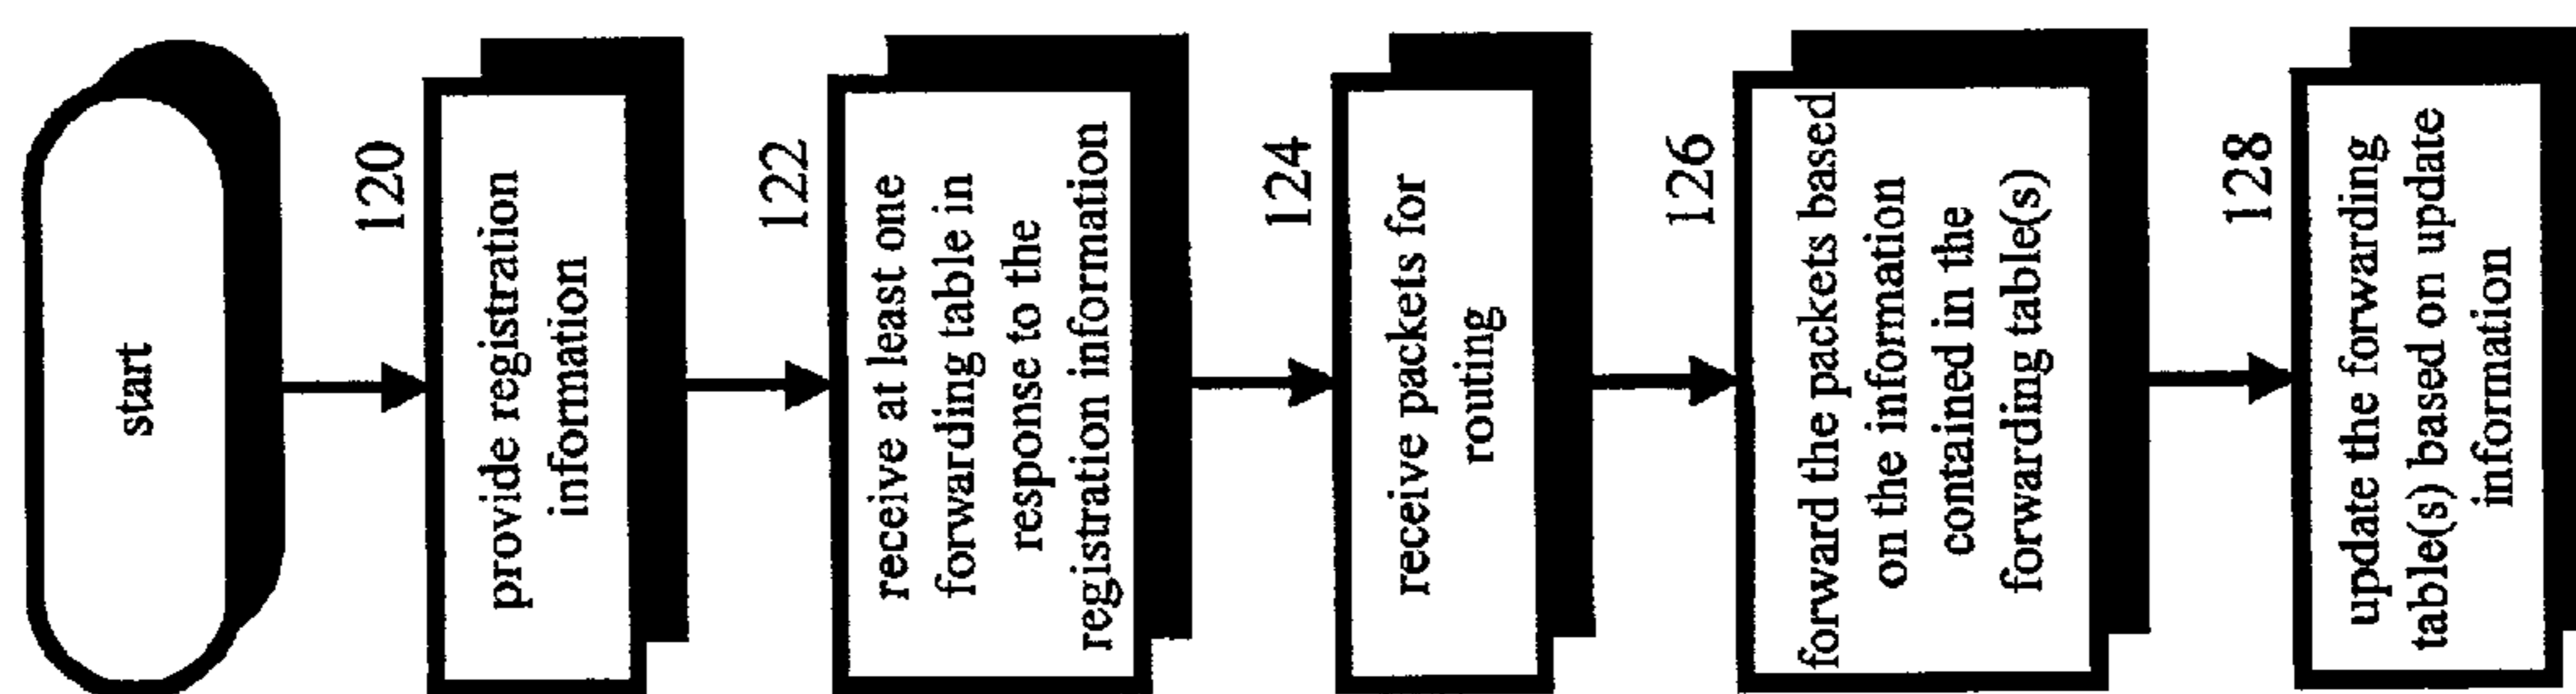 start
120
provide registration
information
122
receive at least one
forwarding table in
response to the
registration information
124
receive packets for
routing
126
forward the packets based
on the information
contained in the
forwarding table(s)
128
update the forwarding
table(s) based on update
information